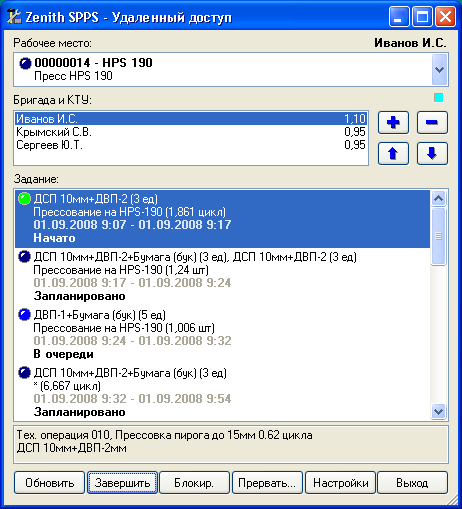 Zenith SPPS - Удаленный доступ
Рабочее место: Иванов И.С.
00000014 - HPS 190
Пресс HPS 190
Бригада и КТУ:
Иванов И.С. 1,10
Крымский С.В. 0,95
Сергеев Ю.Т. 0,95
Задание:
ДСП 10мм+ДВП-2 (3 ед)
Прессование на HPS-190 (1,861 цикл)
01.09.2008 9:07 - 01.09.2008 9:17
Начато
ДСП 10мм+ДВП-2+Бумага (бук) (3 ед), ДСП 10мм+ДВП-2 (3 ед)
Прессование на HPS-190 (1,24 шт)
01.09.2008 9:17 - 01.09.2008 9:24
Запланировано
ДВП-1+Бумага (бук) (5 ед)
Прессование на HPS-190 (1,006 шт)
01.09.2008 9:24 - 01.09.2008 9:32
В очереди
ДСП 10мм+ДВП-2+Бумага (бук) (3 ед)
* (6,667 цикл)
01.09.2008 9:32 - 01.09.2008 9:54
Запланировано
Тех. операция 010, Прессовка пирога до 15мм 0.62 цикла
ДСП 10мм+ДВП-2мм
Обновить Завершить Блокир. Прервать... Настройки Выход